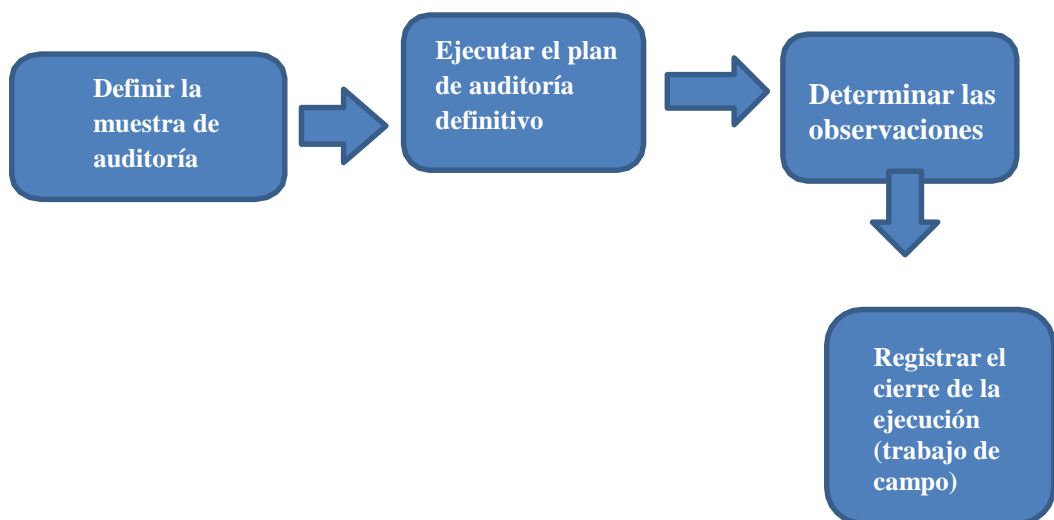 Definir la
muestra de
auditoría
Ejecutar el plan
de auditoría
definitivo
Determinar las
observaciones
Registrar el
cierre de la
ejecución
(trabajo de
campo)